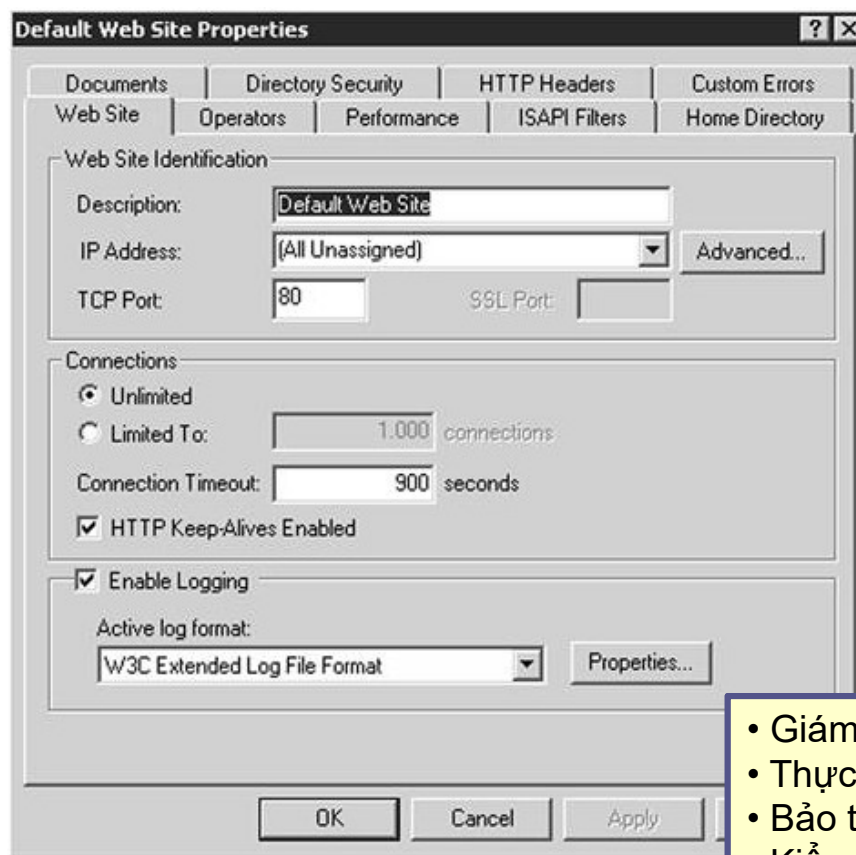 Default Web Site Properties
Documents Directory Security HTTP Headers Custom Errors
Web Site Operators Performance ISAPI Filters Home Directory
Web Site Identification
Description: Default Web Site
IP Address: (All Unassigned) Advanced...
TCP Port: 80 SSL Port:
Connections
Unlimited
Limited To: 1.000 connections
Connection Timeout: 900 seconds
HTTP Keep-Alives Enabled
Enable Logging
Active log format:
W3C Extended Log File Format Properties...
OK Cancel Apply
• Giám
• Thực
• Bảo